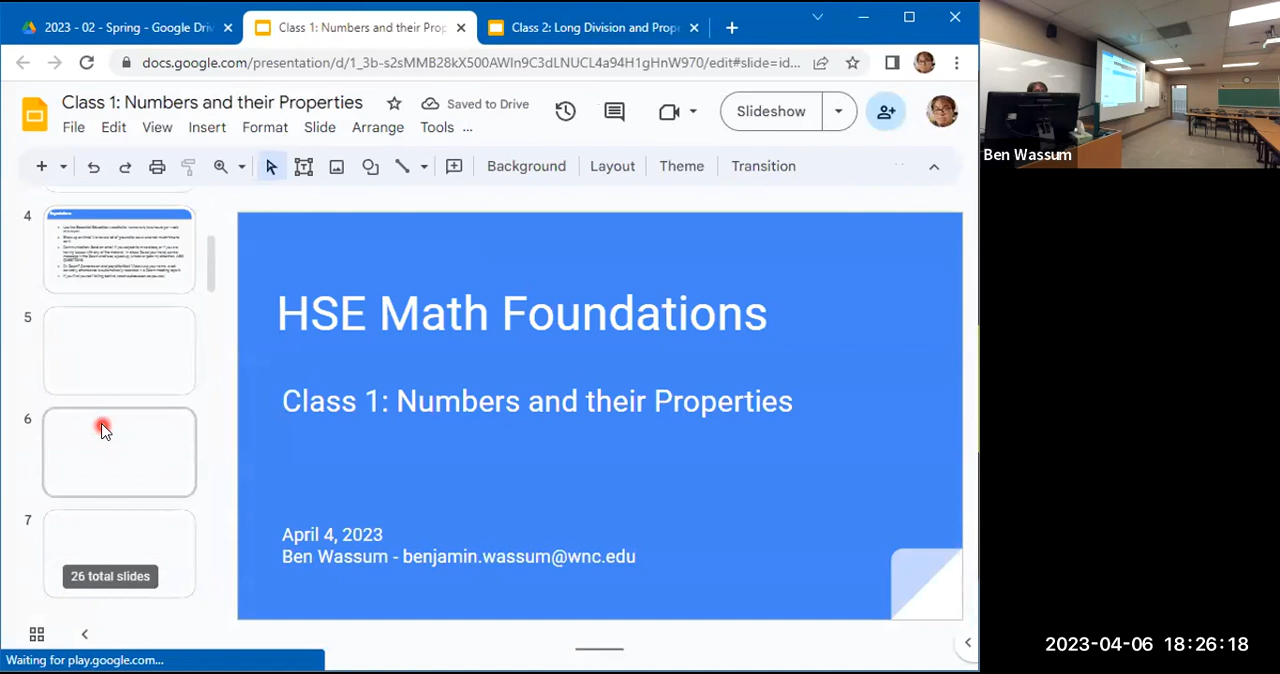 2023 - 02 - Spring - Google Driv
Class 1: Numbers and their Prop
Class 2: Long Division and Prope
docs.google.com/presentation/d/1_3b-s2sMMB28kX500AWIn9C3dLNUCL4a94H1gHnW970/edit#slide=id...
Class 1: Numbers and their Properties
Saved to Drive
File Edit View Insert Format Slide Arrange Tools ...
Slideshow
Background Layout Theme Transition
4
5
6
7
26 total slides
HSE Math Foundations
Class 1: Numbers and their Properties
April 4, 2023
Ben Wassum - benjamin.wassum@wnc.edu
Waiting for play.google.com...
Ben Wassum
2023-04-06 18:26:18